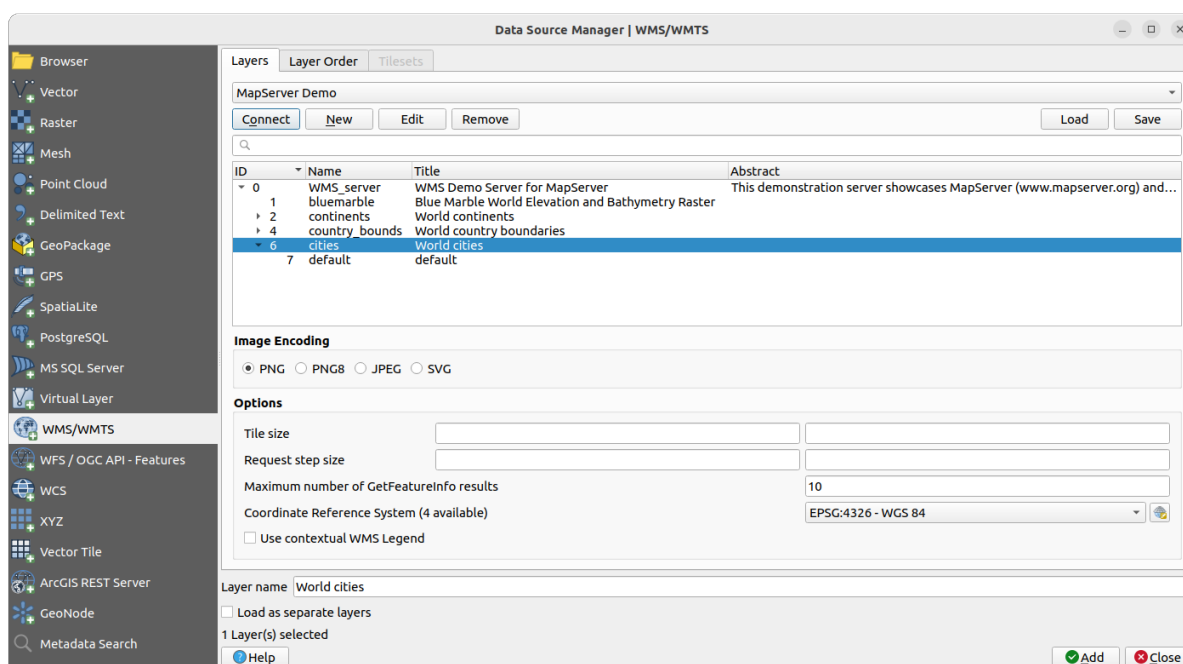 Data Source Manager | WMS/WMTS
Browser
Vector
Raster
Mesh
Point Cloud
Delimited Text
GeoPackage
GPS
SpatiaLite
PostgreSQL
MS SQL Server
Virtual Layer
WMS/WMTS
WFS / OGC API - Features
WCS
XYZ
Vector Tile
ArcGIS REST Server
GeoNode
Metadata Search
Layers Layer Order Tilesets
MapServer Demo
Connect New Edit Remove Load Save
ID Name Title Abstract
0 WMS_server WMS Demo Server for MapServer This demonstration server showcases MapServer (www.mapserver.org) and...
1 bluemarble Blue Marble World Elevation and Bathymetry Raster
2 continents World continents
4 country_bounds World country boundaries
6 cities World cities
7 default default
Image Encoding
PNG PNG8 JPEG SVG
Options
Tile size
Request step size
Maximum number of GetFeatureInfo results 10
Coordinate Reference System (4 available) EPSG:4326 - WGS 84
Use contextual WMS Legend
Layer name World cities
Load as separate layers
1 Layer(s) selected
Help Add Close